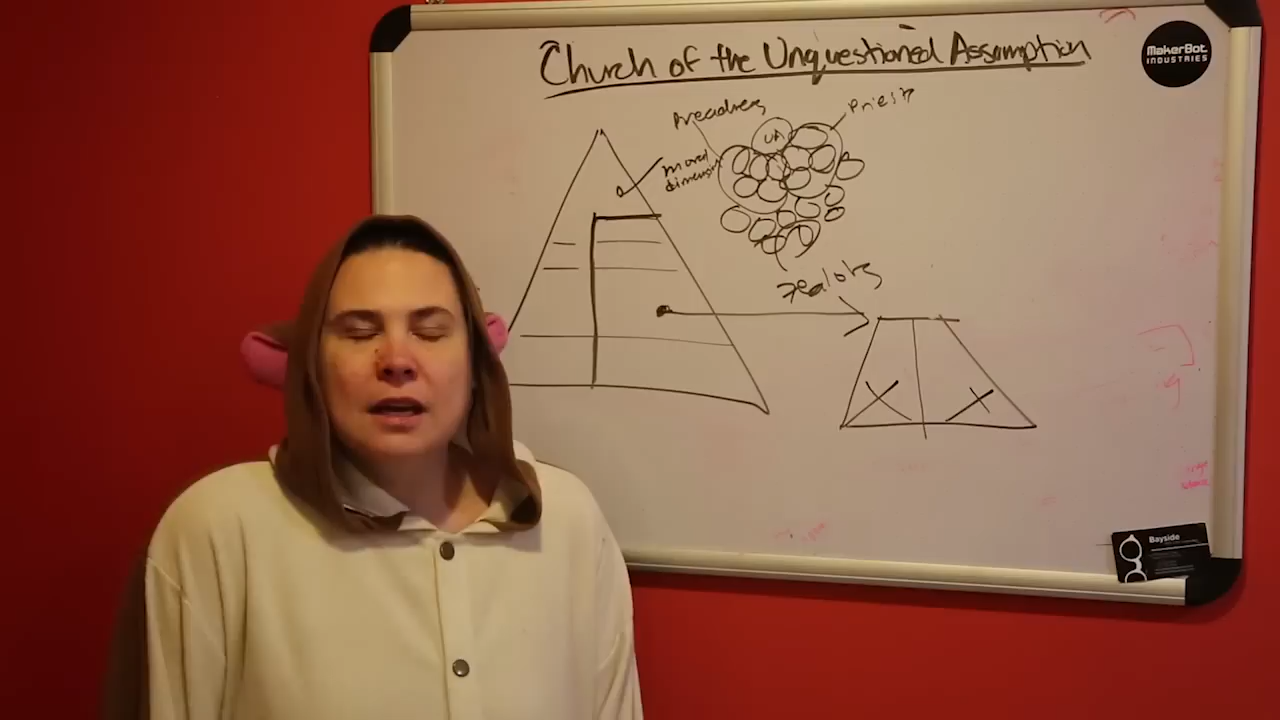 Church of the Unquestioned Assumption
MakerBot
INDUSTRIES
Preachers
Priests
UA
moral
dimension
Zealots
Bayside